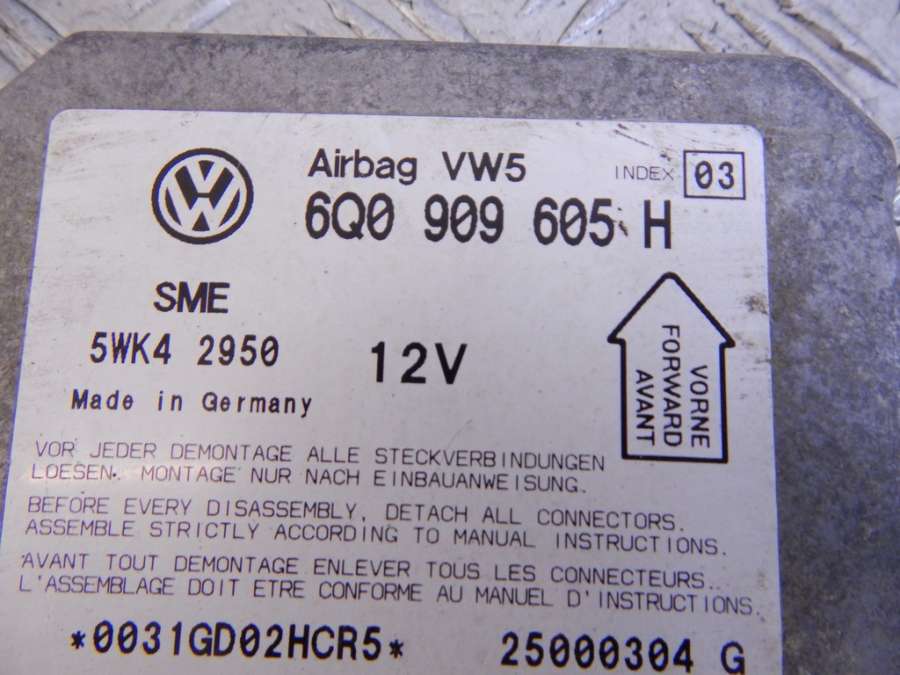 Airbag VW5 INDEX 03
6Q0 909 605 H
SME
5WK4 2950 12V
Made in Germany
VORNE
FORWARD
AVANT
VOR JEDER DEMONTAGE ALLE STECKVERBINDUNGEN
LOESEN. MONTAGE NUR NACH EINBAUANWEISUNG.
BEFORE EVERY DISASSEMBLY, DETACH ALL CONNECTORS.
ASSEMBLE STRICTLY ACCORDING TO MANUAL INSTRUCTIONS.
AVANT TOUT DEMONTAGE ENLEVER TOUS LES CONNECTEURS..
L'ASSEMBLAGE DOIT ETRE CONFORME AU MANUEL D'INSTRUCTIONS.
*0031GD02HCR5* 25000304 G